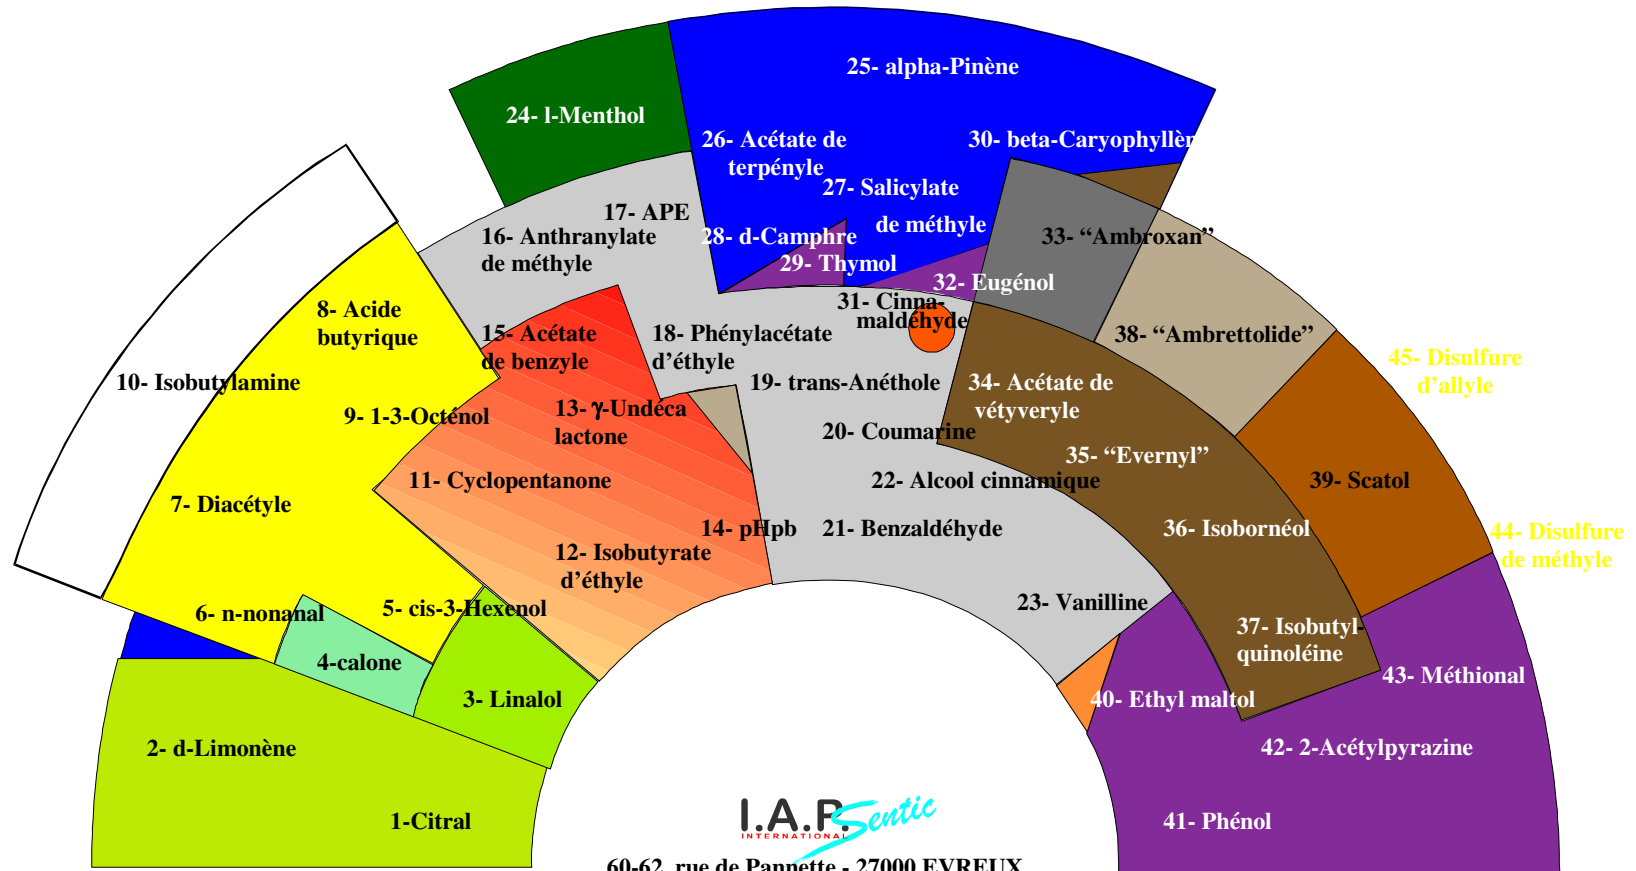 25- alpha-Pinène
24- l-Menthol
26- Acétate de
terpényle
30- beta-Caryophyllèn
27- Salicylate
de méthyle
17- APE
16- Anthranylate
de méthyle
28- d-Camphre
29- Thymol
33- “Ambroxan”
32- Eugénol
31- Cinna-
maldéhyde
8- Acide
butyrique
15- Acétate
de benzyle
18- Phénylacétate
d’éthyle
38- “Ambrettolide”
45- Disulfure
d’allyle
10- Isobutylamine
19- trans-Anéthole
34- Acétate de
vétyveryle
9- 1-3-Octénol
13- γ-Undéca
lactone
20- Coumarine
35- “Evernyl”
11- Cyclopentanone
22- Alcool cinnamique
39- Scatol
7- Diacétyle
14- pHpb
21- Benzaldéhyde
36- Isobornéol
44- Disulfure
de méthyle
12- Isobutyrate
d’éthyle
6- n-nonanal
5- cis-3-Hexenol
23- Vanilline
37- Isobutyl-
quinoléine
4-calone
3- Linalol
40- Ethyl maltol
43- Méthional
2- d-Limonène
42- 2-Acétylpyrazine
1-Citral
41- Phénol
I.A.P. Sentic
INTERNATIONAL
60-62, rue de Pannette - 27000 EVREUX